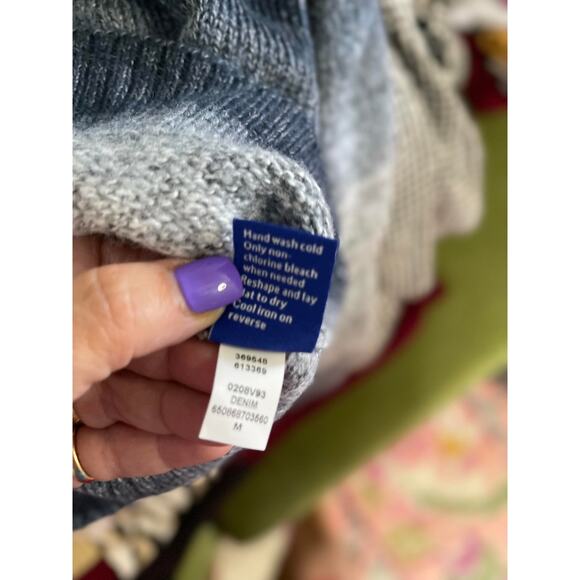 Hand wash cold
Only non-
chlorine bleach
when needed
Reshape and lay
flat to dry
Cool iron on
reverse
369548
613369
0208V93
DENIM
650868703560
M